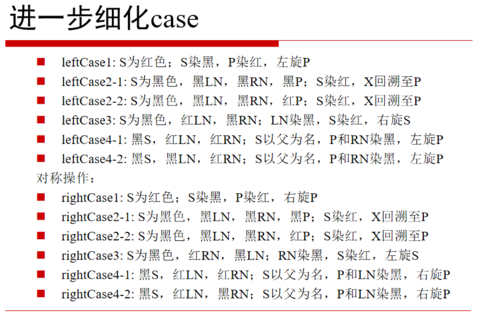 进一步细化case
leftCase1: S为红色；S染黑，P染红，左旋P
leftCase2-1: S为黑色，黑LN，黑RN，黑P；S染红，X回溯至P
leftCase2-2: S为黑色，黑LN，黑RN，红P；S染红，X回溯至P
leftCase3: S为黑色，红LN，黑RN；LN染黑，S染红，右旋S
leftCase4-1: 黑S，红LN，红RN；S以父为名，P和RN染黑，左旋P
leftCase4-2: 黑S，黑LN，红RN；S以父为名，P和RN染黑，左旋P
对称操作：
rightCase1: S为红色；S染黑，P染红，右旋P
rightCase2-1: S为黑色，黑LN，黑RN，黑P；S染红，X回溯至P
rightCase2-2: S为黑色，黑LN，黑RN，红P；S染红，X回溯至P
rightCase3: S为黑色，红RN，黑LN；RN染黑，S染红，左旋S
rightCase4-1: 黑S，红LN，红RN；S以父为名，P和LN染黑，右旋P
rightCase4-2: 黑S，红LN，黑RN；S以父为名，P和LN染黑，右旋P